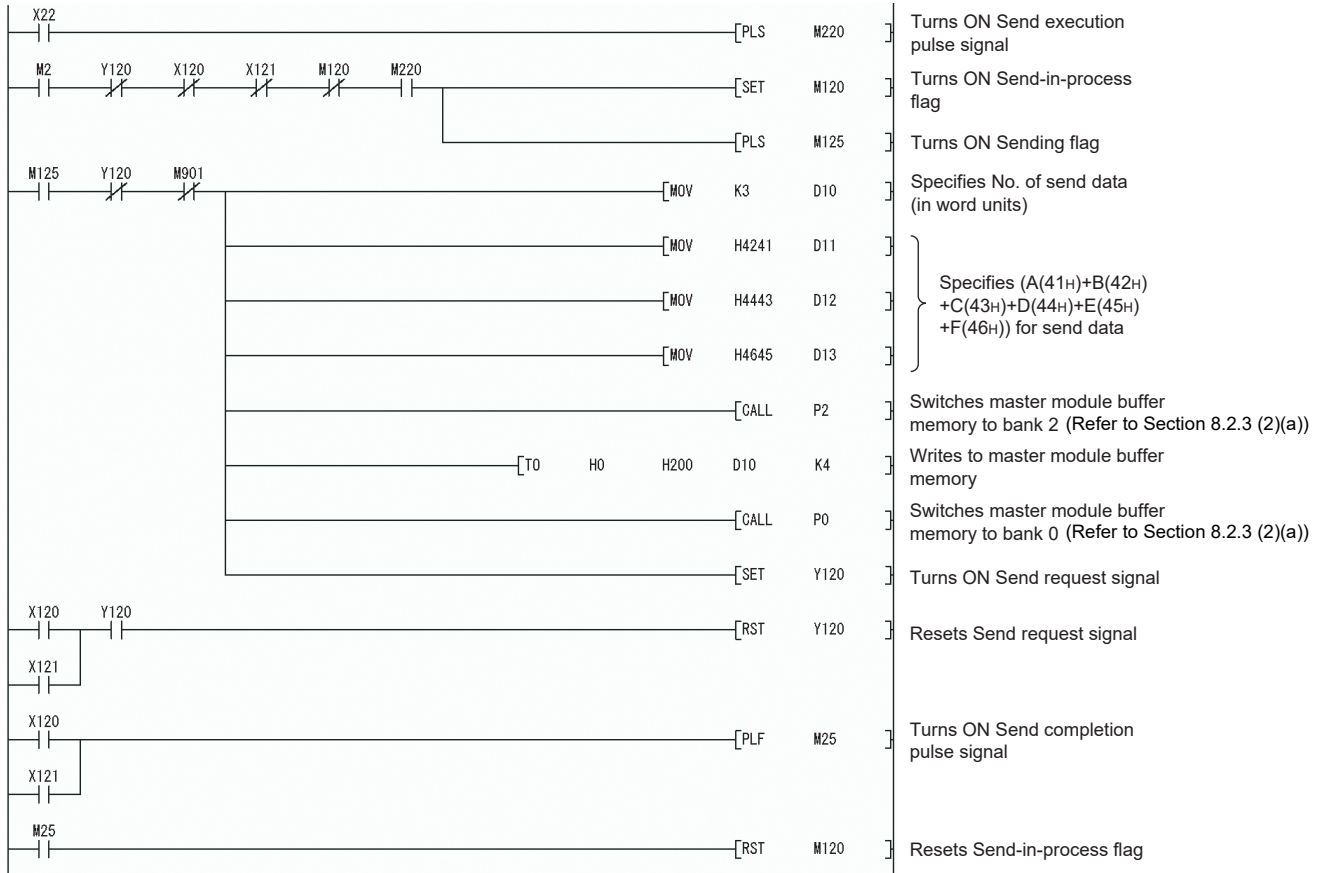 X22
[PLS M220 ]
Turns ON Send execution
pulse signal
M2 Y120 X120 X121 M120 M220
[SET M120 ]
Turns ON Send-in-process
flag
[PLS M125 ]
Turns ON Sending flag
M125 Y120 M901
[MOV K3 D10 ]
Specifies No. of send data
(in word units)
[MOV H4241 D11 ]
[MOV H4443 D12 ]
[MOV H4645 D13 ]
Specifies (A(41H)+B(42H)
+C(43H)+D(44H)+E(45H)
+F(46H)) for send data
[CALL P2 ]
Switches master module buffer
memory to bank 2 (Refer to Section 8.2.3 (2)(a))
[TO H0 H200 D10 K4 ]
Writes to master module buffer
memory
[CALL P0 ]
Switches master module buffer
memory to bank 0 (Refer to Section 8.2.3 (2)(a))
[SET Y120 ]
Turns ON Send request signal
X120 Y120
[RST Y120 ]
Resets Send request signal
X121
X120
[PLF M25 ]
Turns ON Send completion
pulse signal
X121
M25
[RST M120 ]
Resets Send-in-process flag